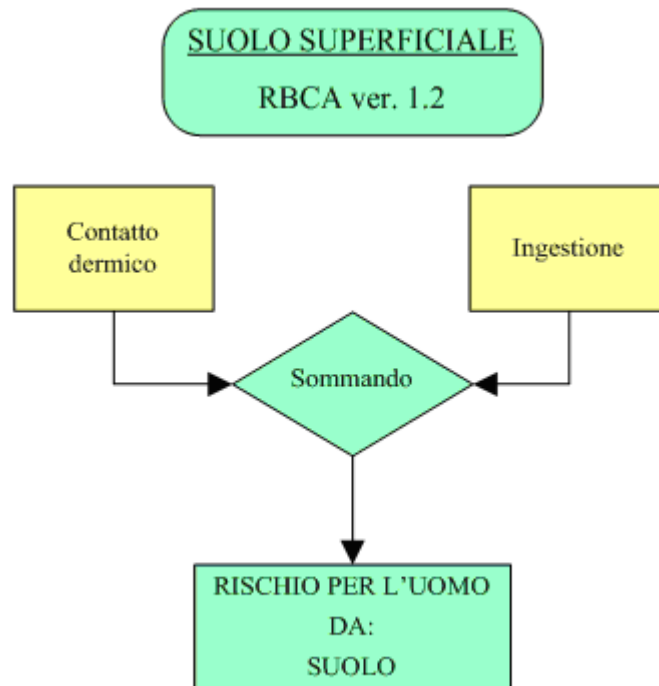 SUOLO SUPERFICIALE
RBCA ver. 1.2
Contatto
dermico
Ingestione
Sommando
RISCHIO PER L'UOMO
DA:
SUOLO